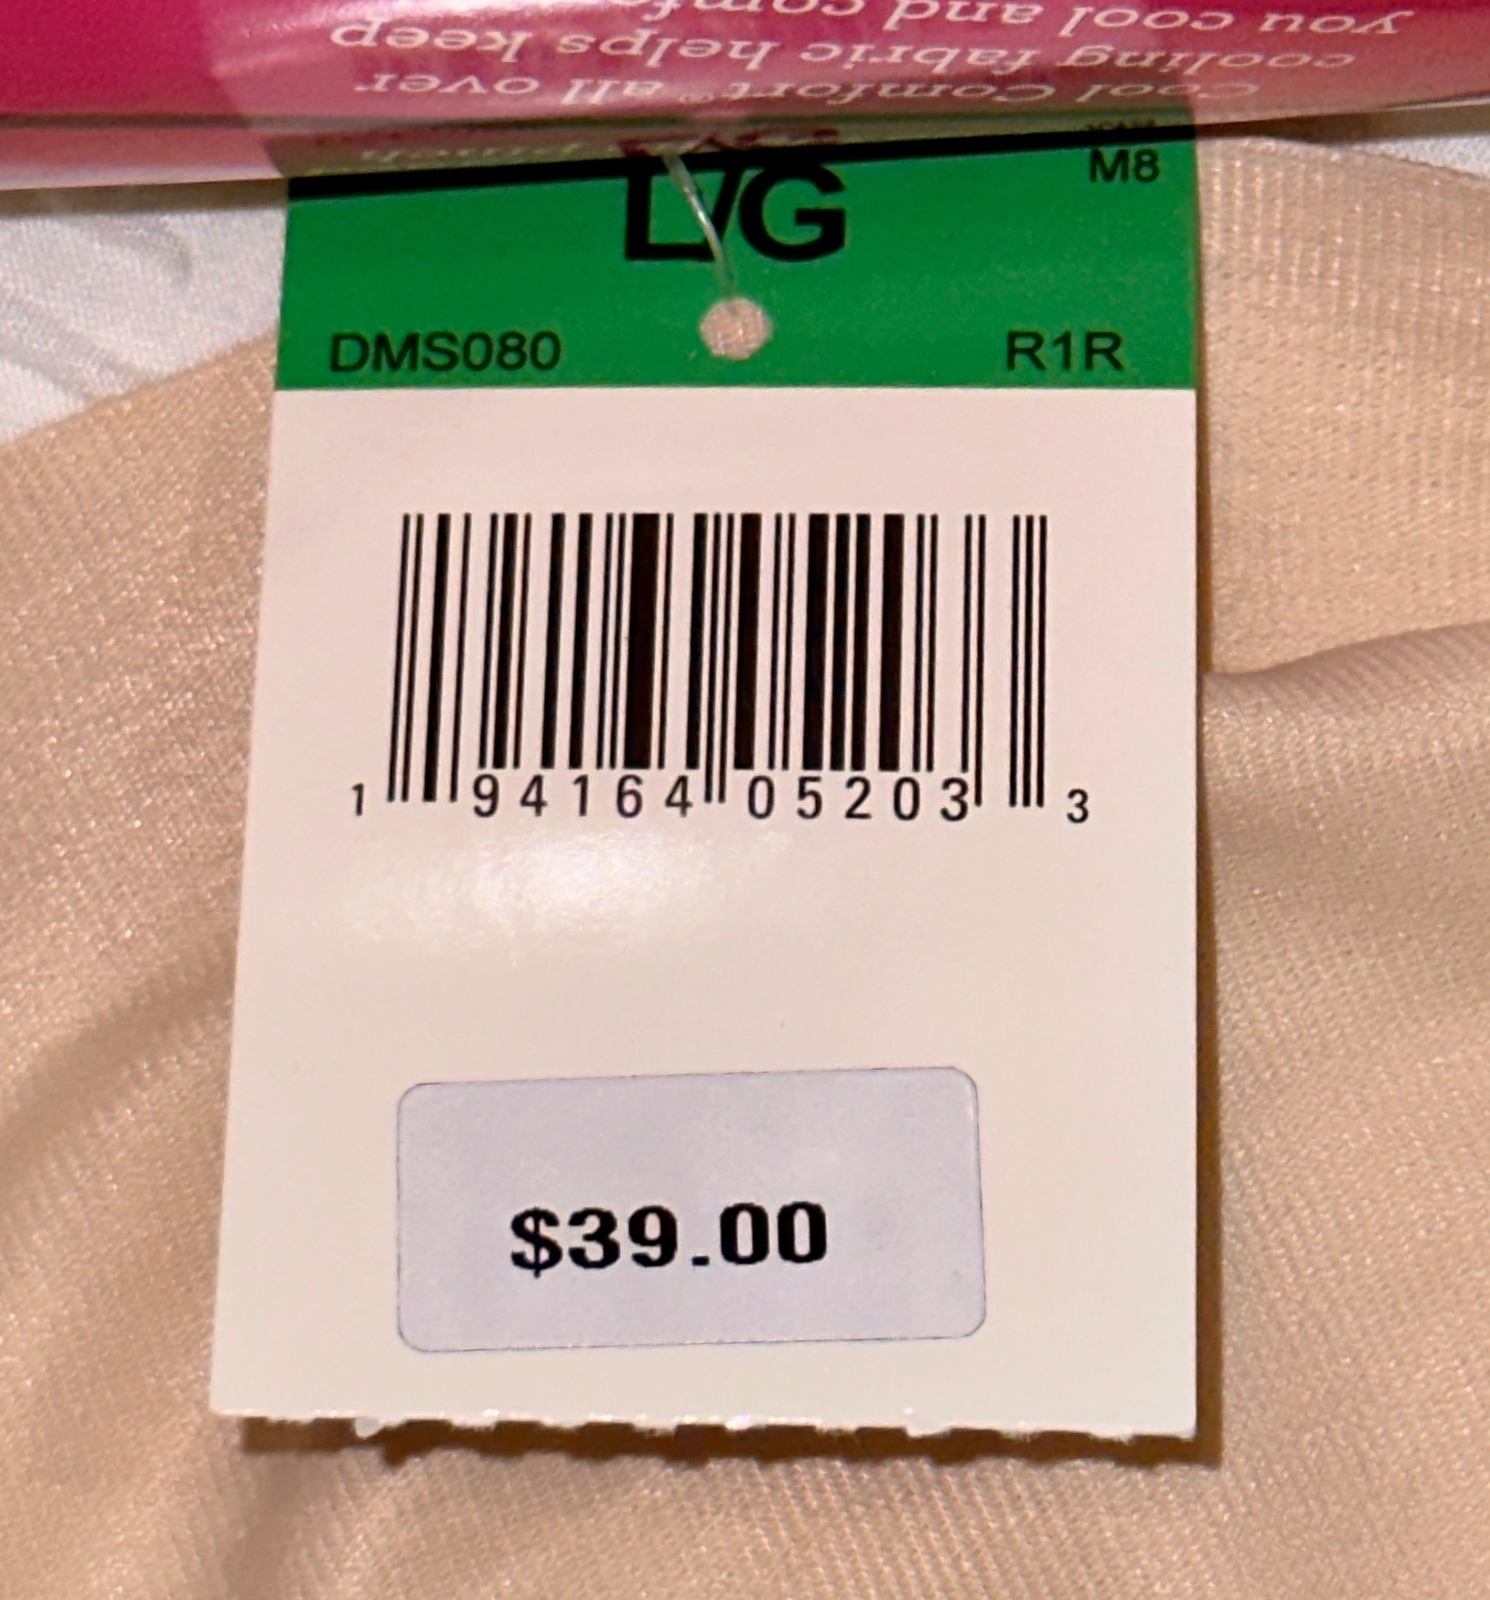 Cool Comfort® all over
cooling fabric helps keep
you cool and
M8
L/G
DMS080 R1R
1 94164 05203 3
$39.00